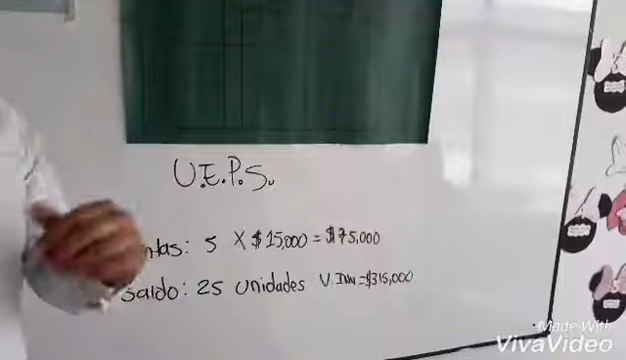 U.E.P.S.
ntas: 5 X $15,000 = $75,000
Saldo: 25 Unidades V. INV = $315,000
Made With
VivaVideo